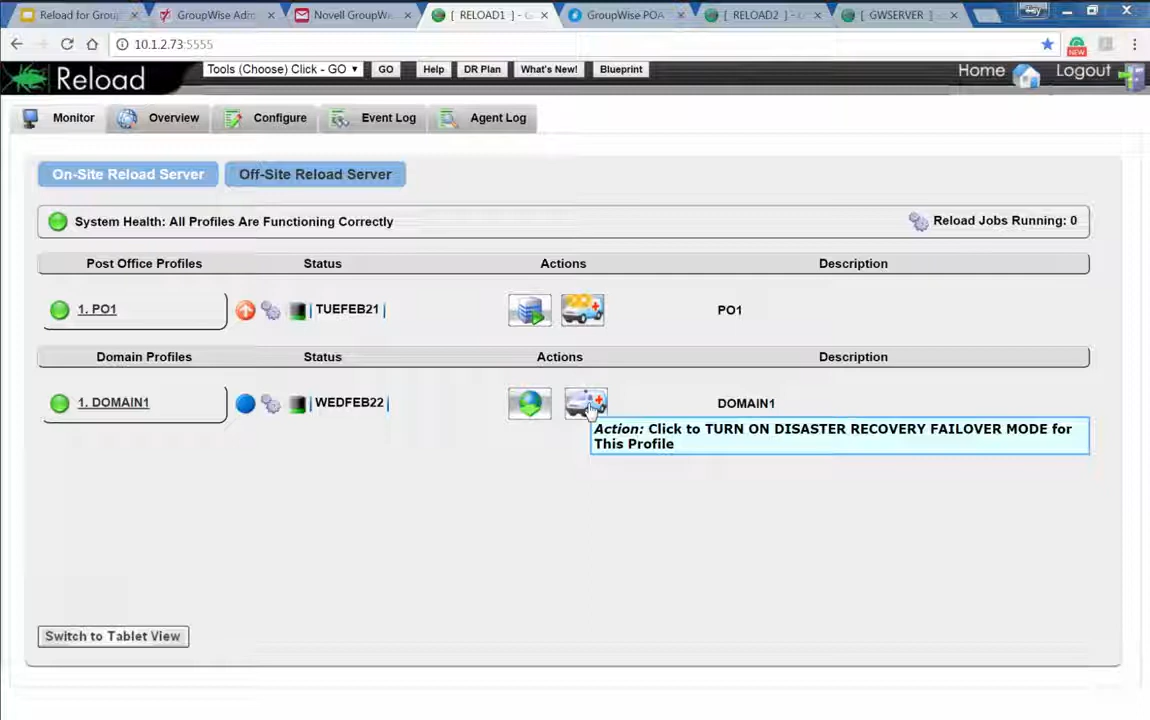 Reload for Group
GroupWise Adm
Novell GroupW
[ RELOAD1 ] - G
GroupWise POA
[ RELOAD2 ] -
[ GWSERVER ]
10.1.2.73:5555
NEW
Reload
Tools (Choose) Click - GO
GO
Help
DR Plan
What's New!
Blueprint
Home
Logout
Monitor
Overview
Configure
Event Log
Agent Log
On-Site Reload Server
Off-Site Reload Server
System Health: All Profiles Are Functioning Correctly
Reload Jobs Running: 0
Post Office Profiles
Status
Actions
Description
1. PO1
TUEFEB21
PO1
Domain Profiles
Status
Actions
Description
1. DOMAIN1
WEDFEB22
DOMAIN1
Action: Click to TURN ON DISASTER RECOVERY FAILOVER MODE for
This Profile
Switch to Tablet View